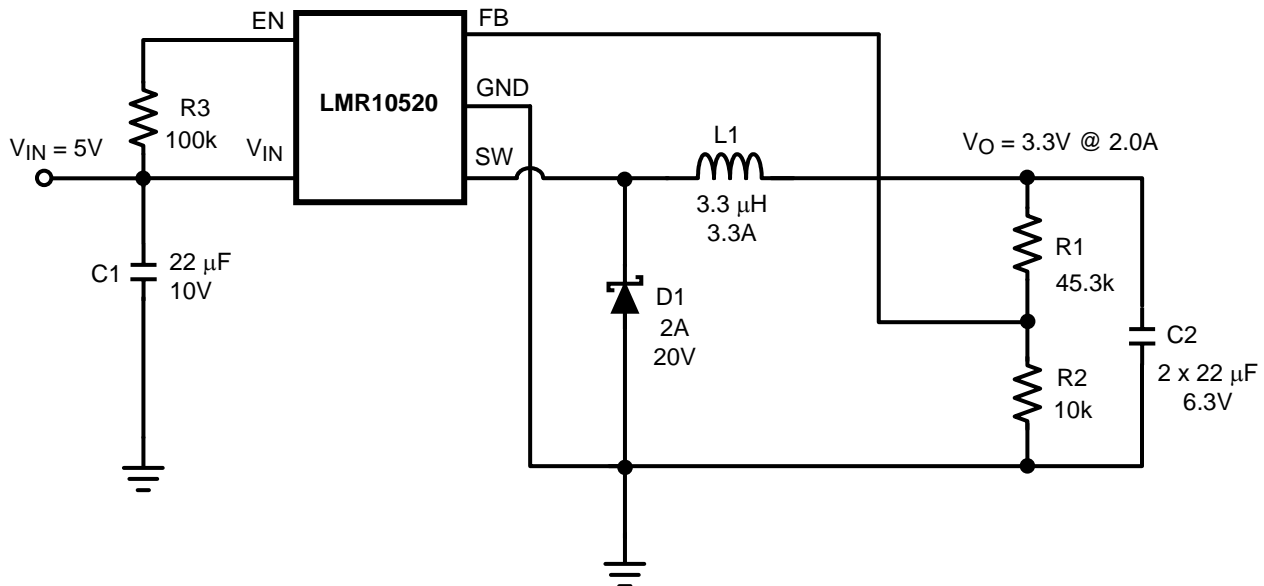 EN
FB
R3
100k
LMR10520
GND
V_IN = 5V
V_IN
SW
L1
V_O = 3.3V @ 2.0A
3.3 μH
3.3A
R1
45.3k
C1
22 μF
10V
D1
2A
20V
C2
2 x 22 μF
6.3V
R2
10k